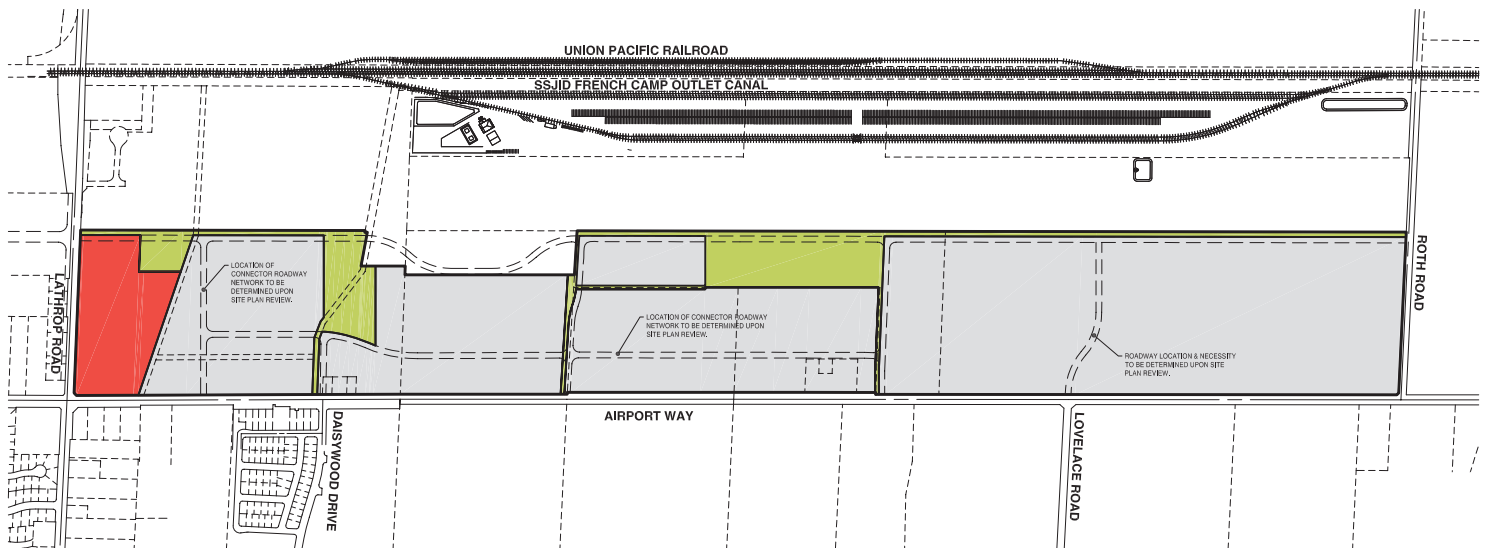 UNION PACIFIC RAILROAD
SSJID FRENCH CAMP OUTLET CANAL
LATHROP ROAD
LOCATION OF
CONNECTOR ROADWAY
NETWORK TO BE
DETERMINED UPON
SITE PLAN REVIEW.
LOCATION OF CONNECTOR ROADWAY
NETWORK TO BE DETERMINED UPON
SITE PLAN REVIEW.
ROADWAY LOCATION & NECESSITY
TO BE DETERMINED UPON SITE
PLAN REVIEW.
ROTH ROAD
AIRPORT WAY
DAISYWOOD DRIVE
LOVELACE ROAD